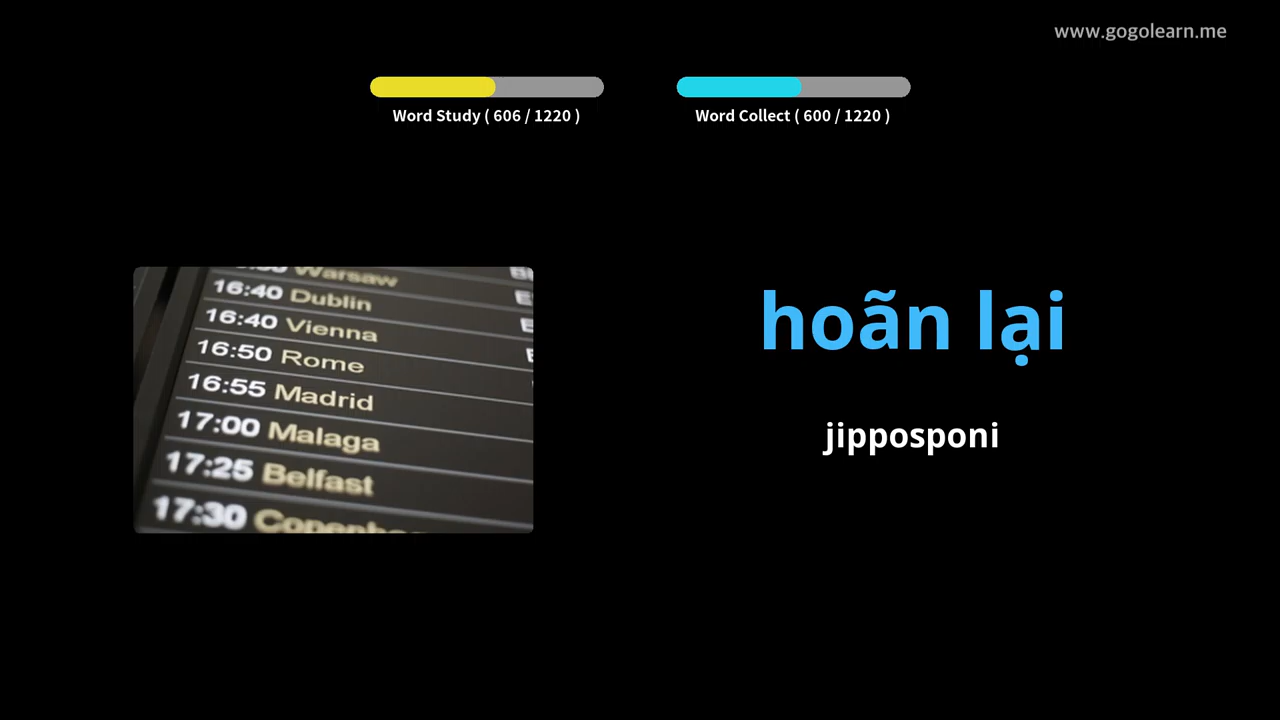 www.gogolearn.me
Word Study ( 606 / 1220 )
Word Collect ( 600 / 1220 )
Warsaw
16:40 Dublin
16:40 Vienna
16:50 Rome
16:55 Madrid
17:00 Malaga
17:25 Belfast
17:30
hoãn lại
jipposponi